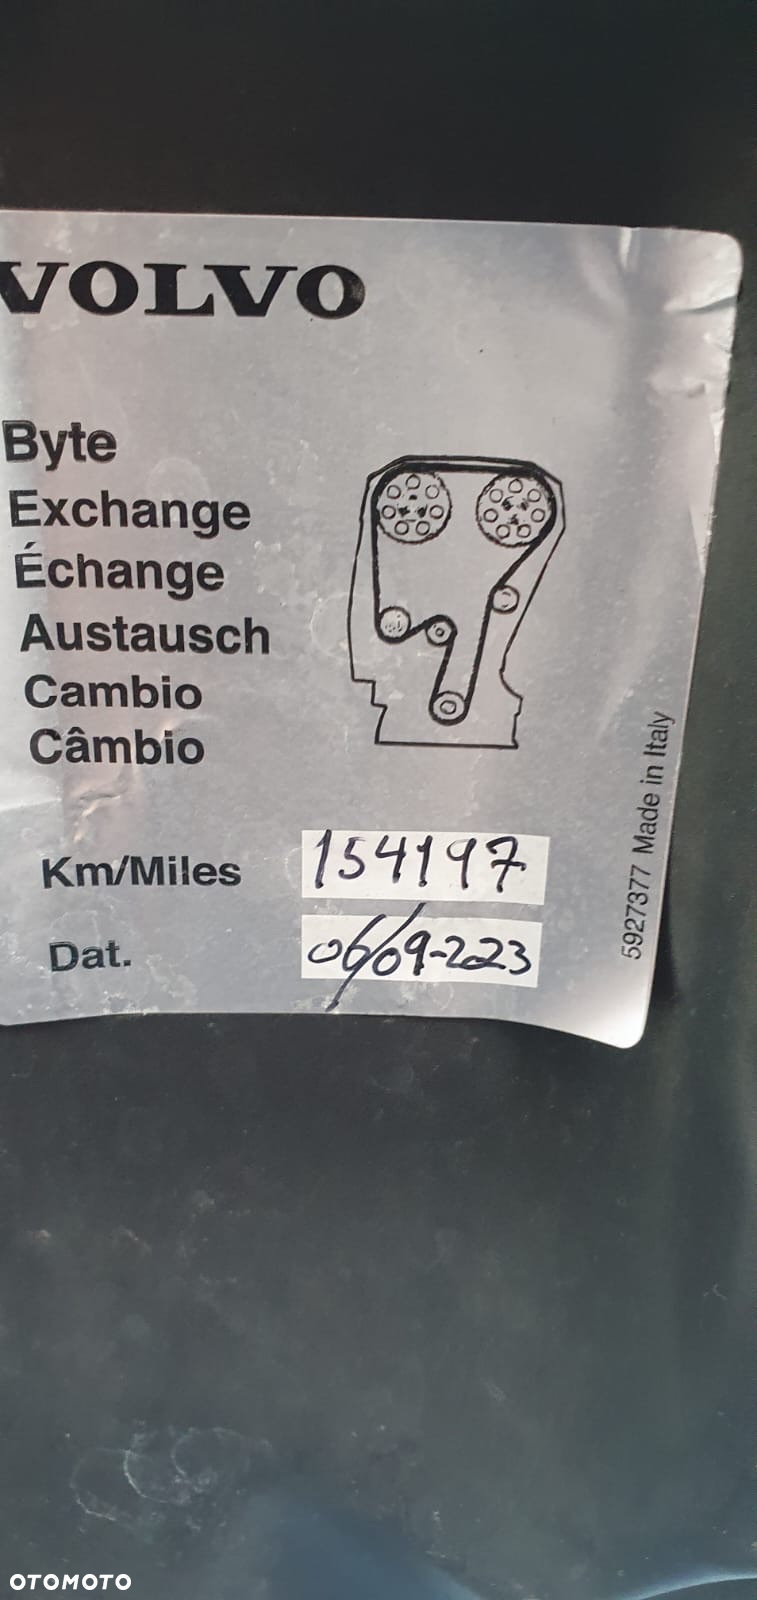 VOLVO
Byte
Exchange
Échange
Austausch
Cambio
Câmbio
Km/Miles 154197
Dat. 06/09-2023
5927377 Made in Italy
OTOMOTO